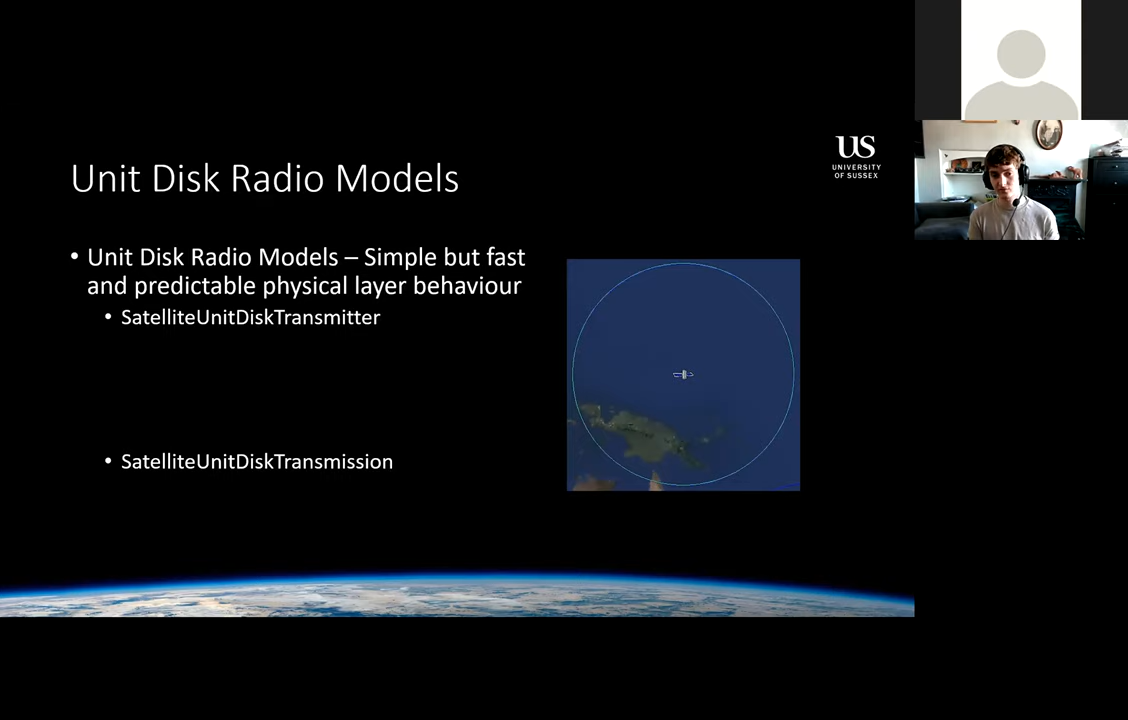 Unit Disk Radio Models
US
UNIVERSITY
OF SUSSEX
• Unit Disk Radio Models – Simple but fast
and predictable physical layer behaviour
• SatelliteUnitDiskTransmitter
• SatelliteUnitDiskTransmission